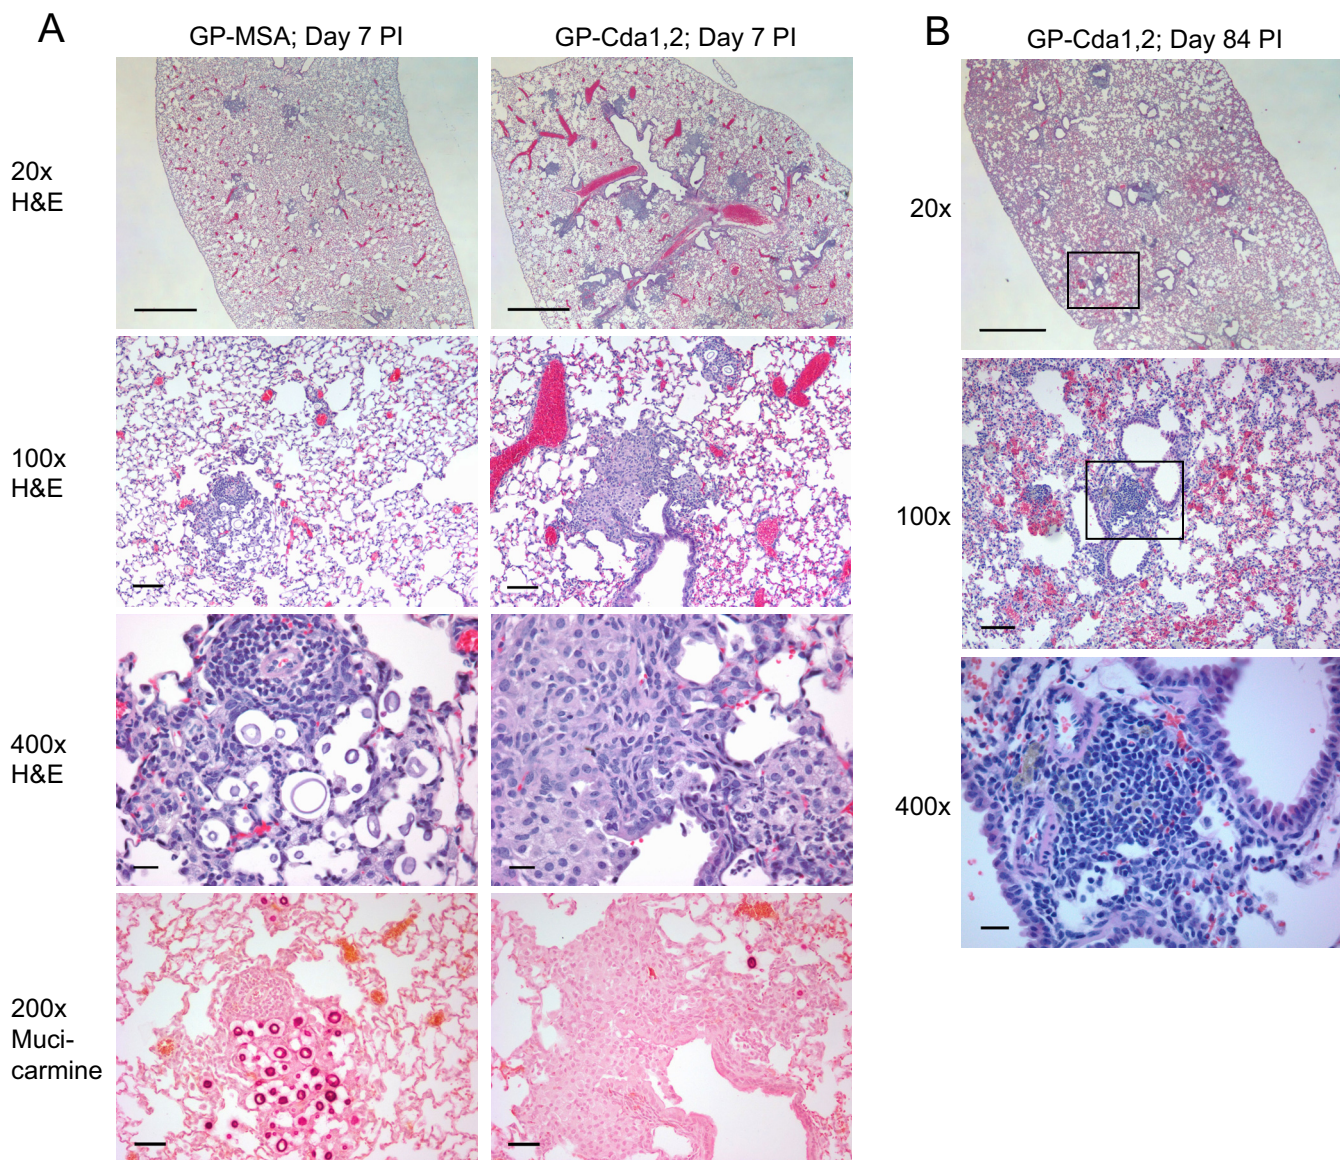 A
GP-MSA; Day 7 PI
GP-Cda1,2; Day 7 PI
B
GP-Cda1,2; Day 84 PI
20x
H&E
100x
H&E
400x
H&E
200x
Muci-
carmine
20x
100x
400x